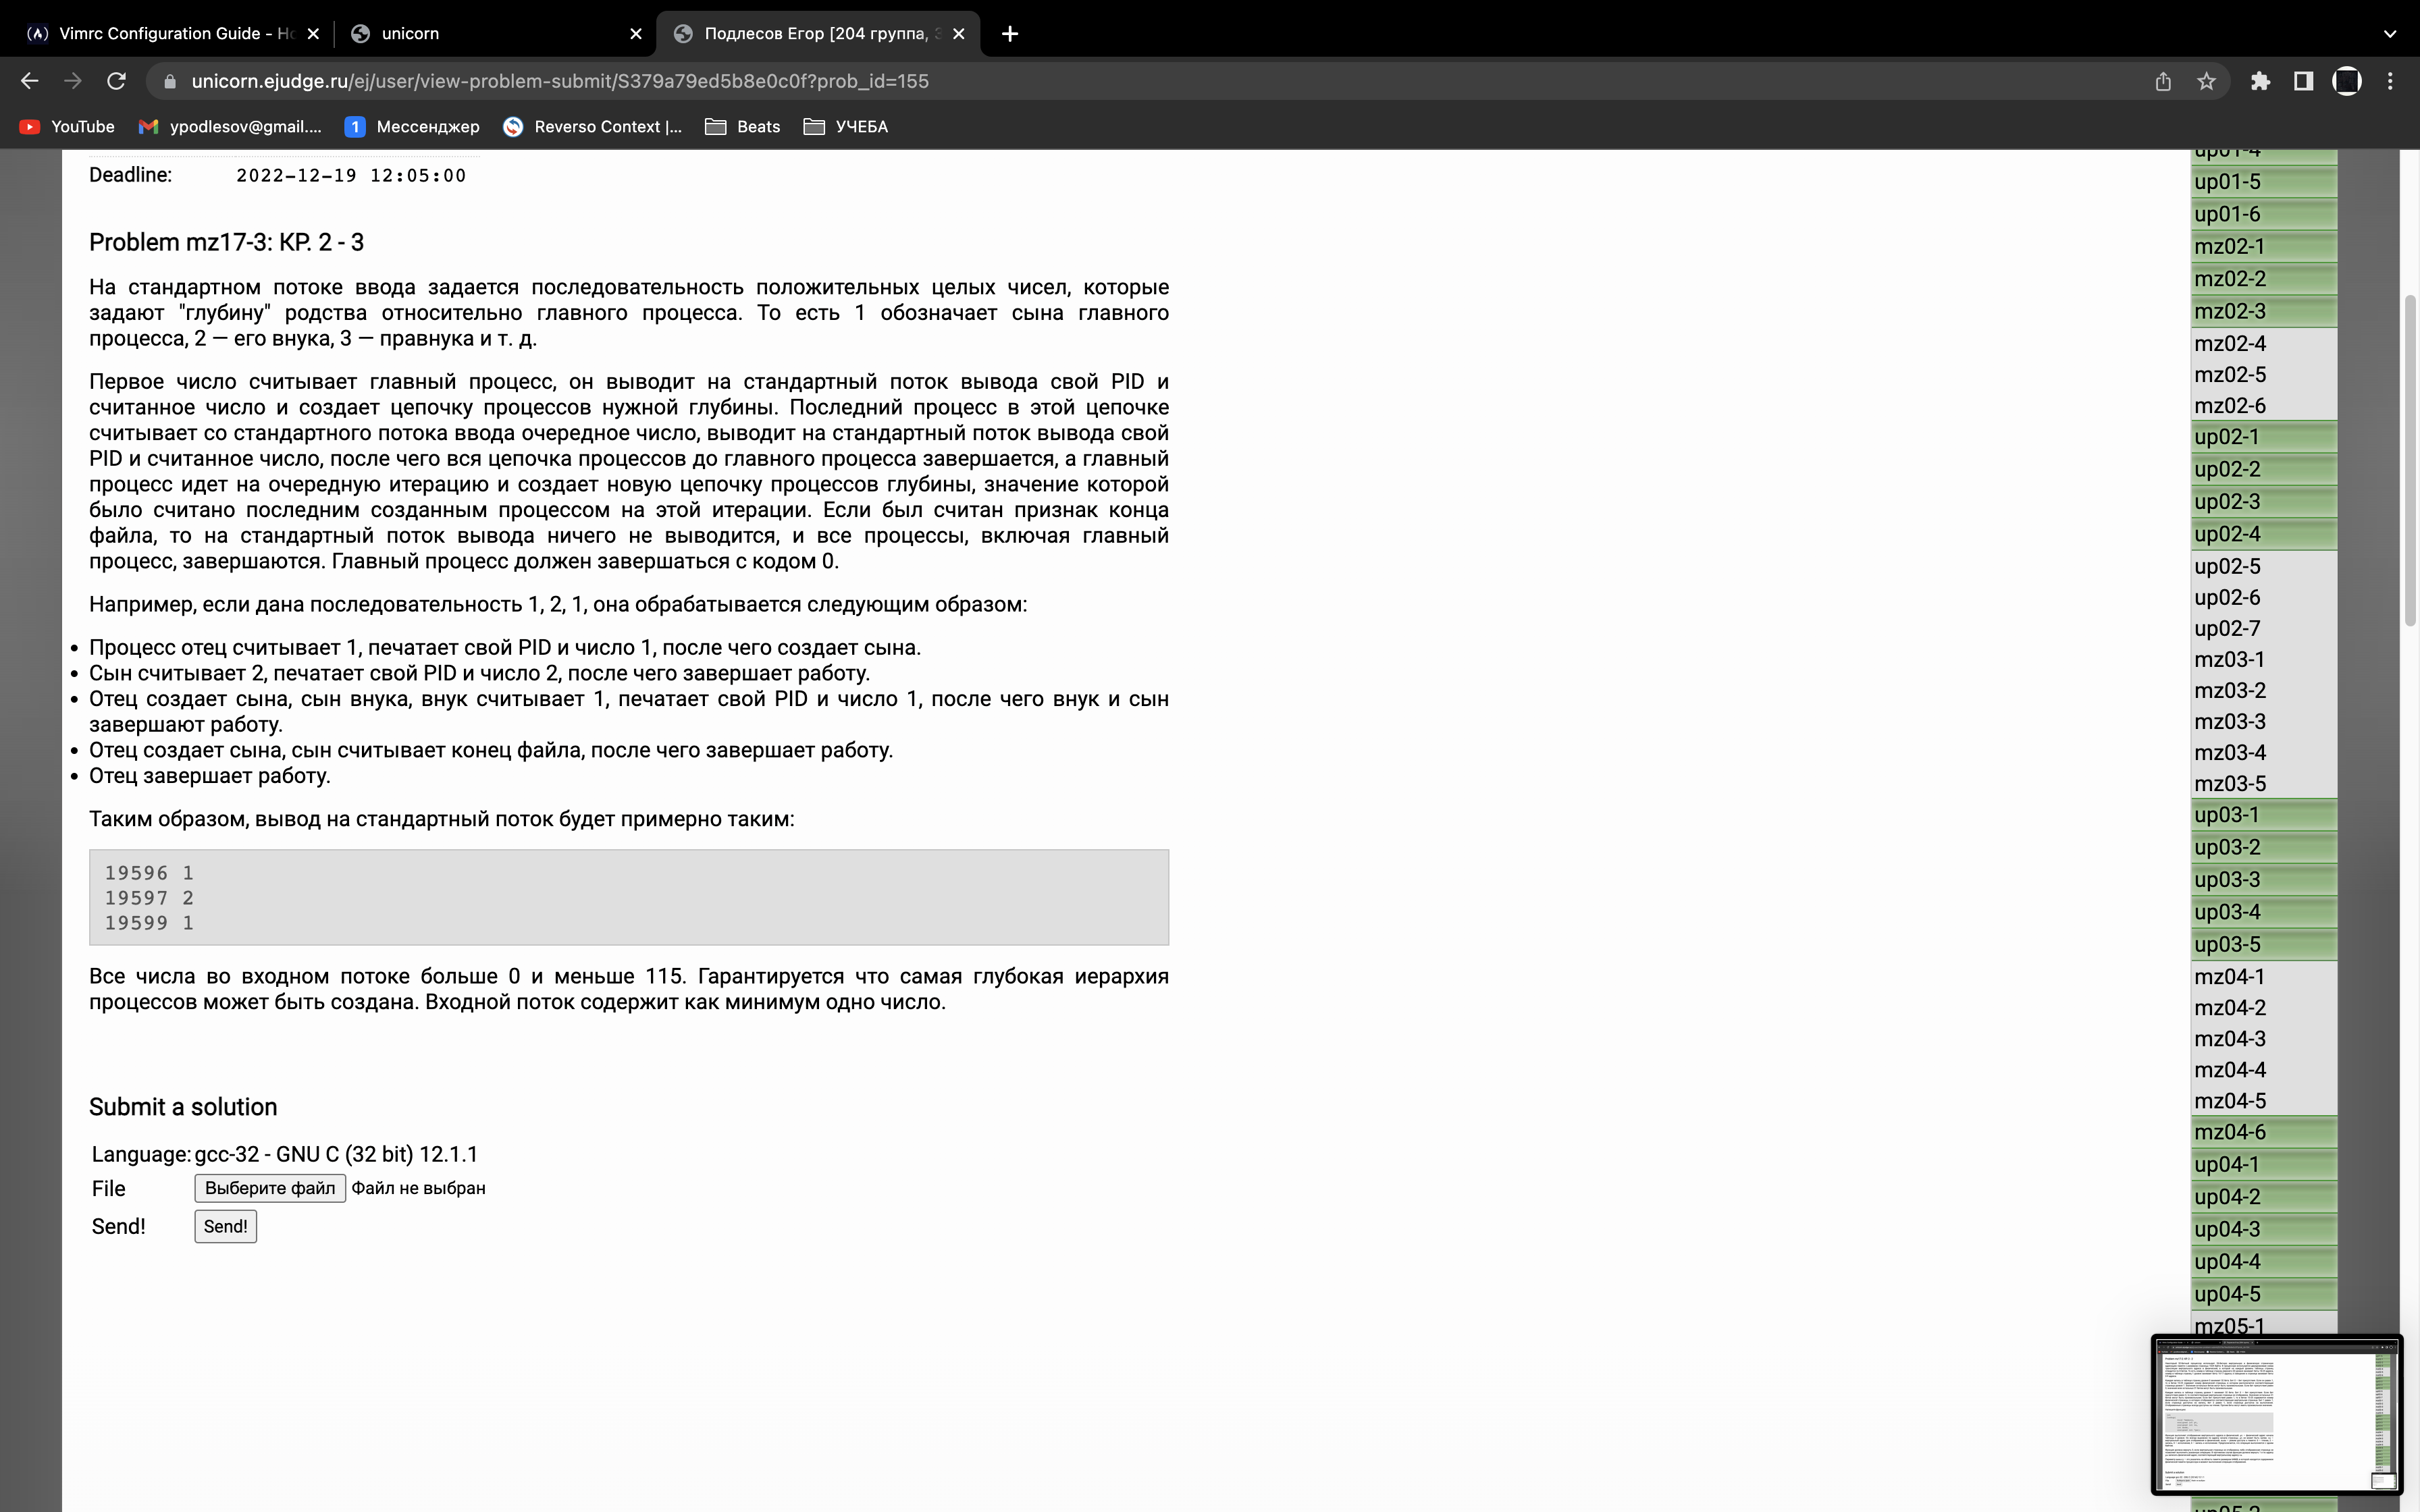 Vimrc Configuration Guide - Ho
unicorn
Подлесов Егор [204 группа, 3
unicorn.ejudge.ru/ej/user/view-problem-submit/S379a79ed5b8e0c0f?prob_id=155
YouTube
ypodlesov@gmail....
1 Мессенджер
Reverso Context |...
Beats
УЧЕБА
Deadline: 2022-12-19 12:05:00
Problem mz17-3: КР. 2 - 3
На стандартном потоке ввода задается последовательность положительных целых чисел, которые
задают "глубину" родства относительно главного процесса. То есть 1 обозначает сына главного
процесса, 2 — его внука, 3 — правнука и т. д.
Первое число считывает главный процесс, он выводит на стандартный поток вывода свой PID и
считанное число и создает цепочку процессов нужной глубины. Последний процесс в этой цепочке
считывает со стандартного потока ввода очередное число, выводит на стандартный поток вывода свой
PID и считанное число, после чего вся цепочка процессов до главного процесса завершается, а главный
процесс идет на очередную итерацию и создает новую цепочку процессов глубины, значение которой
было считано последним созданным процессом на этой итерации. Если был считан признак конца
файла, то на стандартный поток вывода ничего не выводится, и все процессы, включая главный
процесс, завершаются. Главный процесс должен завершаться с кодом 0.
Например, если дана последовательность 1, 2, 1, она обрабатывается следующим образом:
• Процесс отец считывает 1, печатает свой PID и число 1, после чего создает сына.
• Сын считывает 2, печатает свой PID и число 2, после чего завершает работу.
• Отец создает сына, сын внука, внук считывает 1, печатает свой PID и число 1, после чего внук и сын
завершают работу.
• Отец создает сына, сын считывает конец файла, после чего завершает работу.
• Отец завершает работу.
Таким образом, вывод на стандартный поток будет примерно таким:
19596 1
19597 2
19599 1
Все числа во входном потоке больше 0 и меньше 115. Гарантируется что самая глубокая иерархия
процессов может быть создана. Входной поток содержит как минимум одно число.
Submit a solution
Language: gcc-32 - GNU C (32 bit) 12.1.1
File Выберите файл Файл не выбран
Send! Send!
up01-4
up01-5
up01-6
mz02-1
mz02-2
mz02-3
mz02-4
mz02-5
mz02-6
up02-1
up02-2
up02-3
up02-4
up02-5
up02-6
up02-7
mz03-1
mz03-2
mz03-3
mz03-4
mz03-5
up03-1
up03-2
up03-3
up03-4
up03-5
mz04-1
mz04-2
mz04-3
mz04-4
mz04-5
mz04-6
up04-1
up04-2
up04-3
up04-4
up04-5
mz05-1